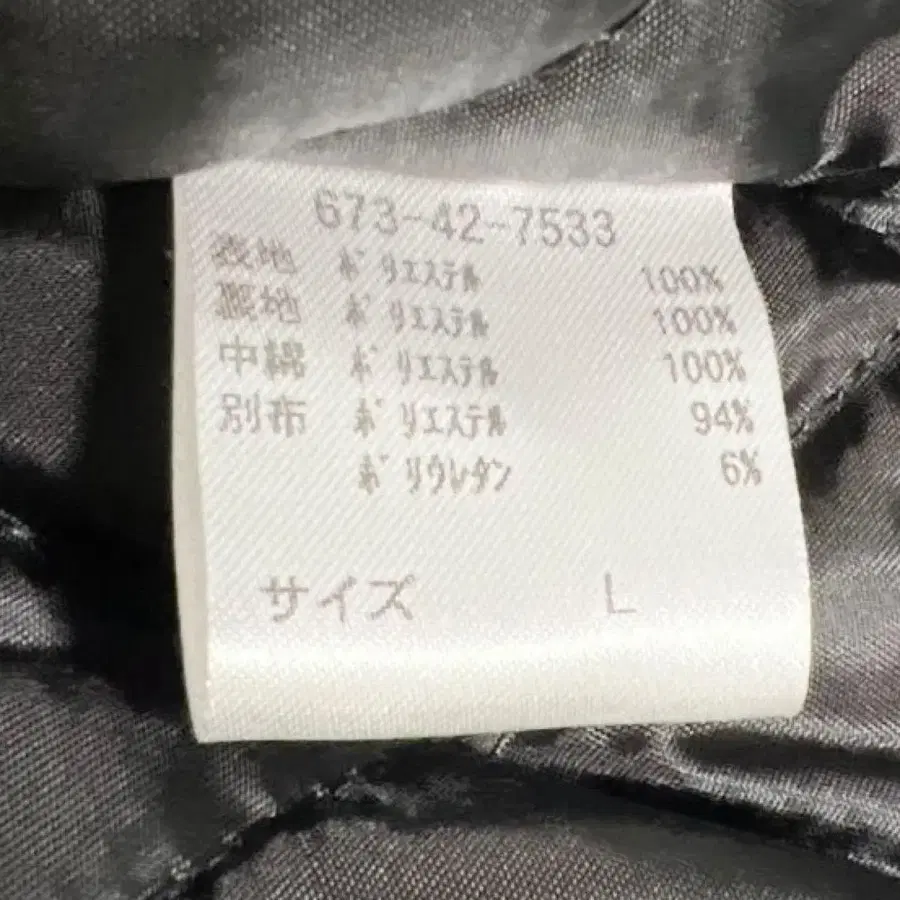 673-42-7533
表地 ポリエステル 100%
裏地 ポリエステル 100%
中綿 ポリエステル 100%
別布 ポリエステル 94%
ポリウレタン 6%
サイズ L